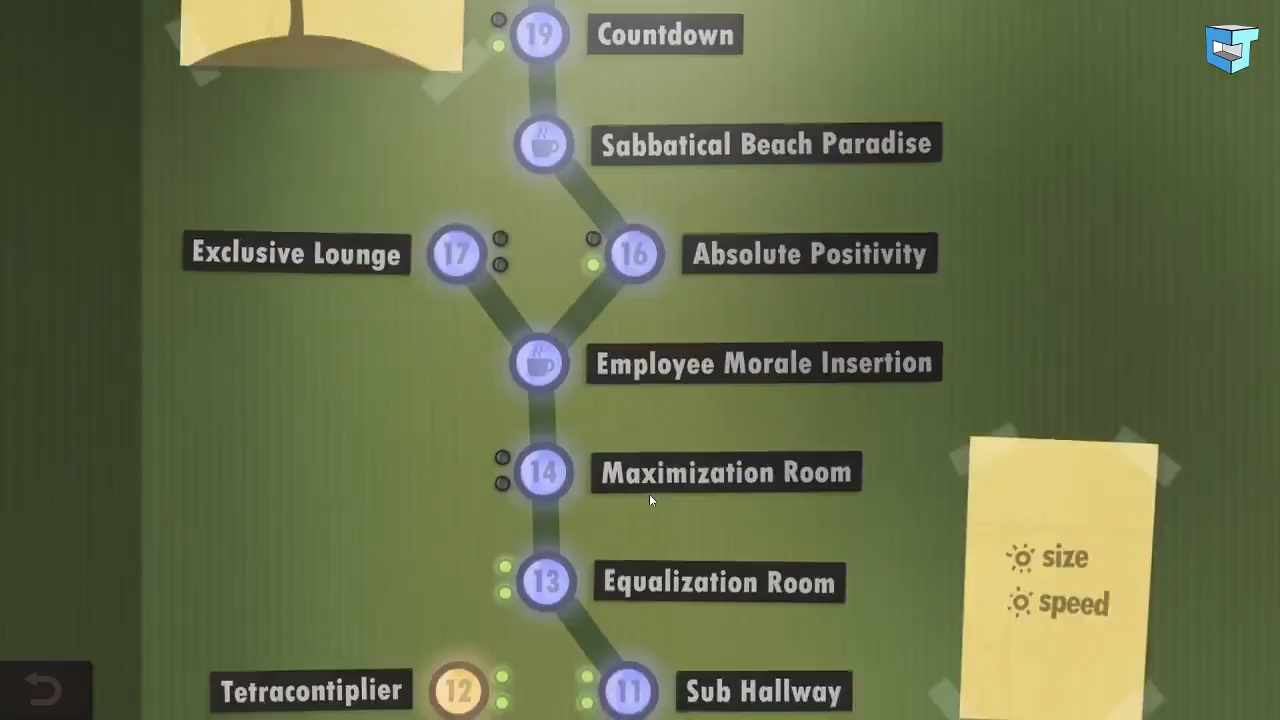 19 Countdown
Sabbatical Beach Paradise
Exclusive Lounge 17 16 Absolute Positivity
Employee Morale Insertion
14 Maximization Room
13 Equalization Room
size
speed
Tetracontiplier 12 11 Sub Hallway